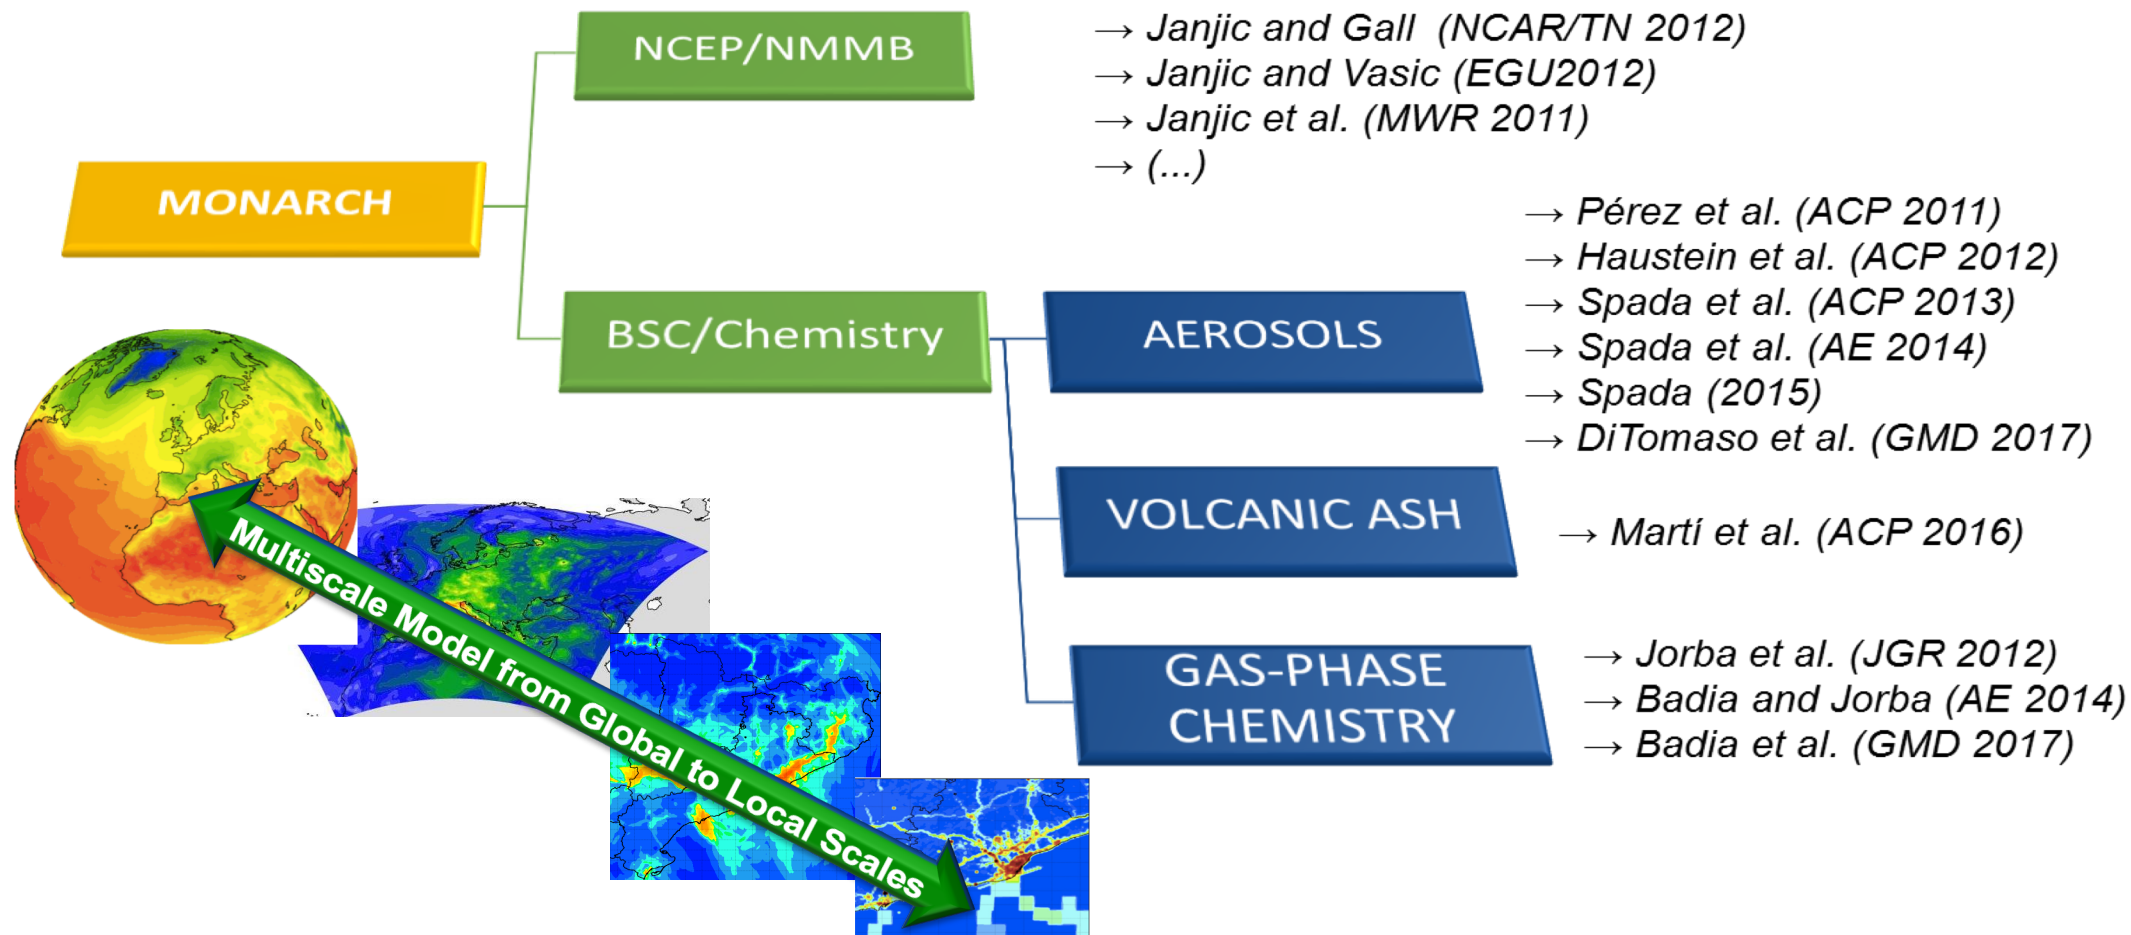 NCEP/NMMB
→ Janjic and Gall (NCAR/TN 2012)
→ Janjic and Vasic (EGU2012)
→ Janjic et al. (MWR 2011)
→ (...)
MONARCH
BSC/Chemistry
AEROSOLS
→ Pérez et al. (ACP 2011)
→ Haustein et al. (ACP 2012)
→ Spada et al. (ACP 2013)
→ Spada et al. (AE 2014)
→ Spada (2015)
→ DiTomaso et al. (GMD 2017)
VOLCANIC ASH
→ Martí et al. (ACP 2016)
GAS-PHASE
CHEMISTRY
→ Jorba et al. (JGR 2012)
→ Badia and Jorba (AE 2014)
→ Badia et al. (GMD 2017)
Multiscale Model from Global to Local Scales